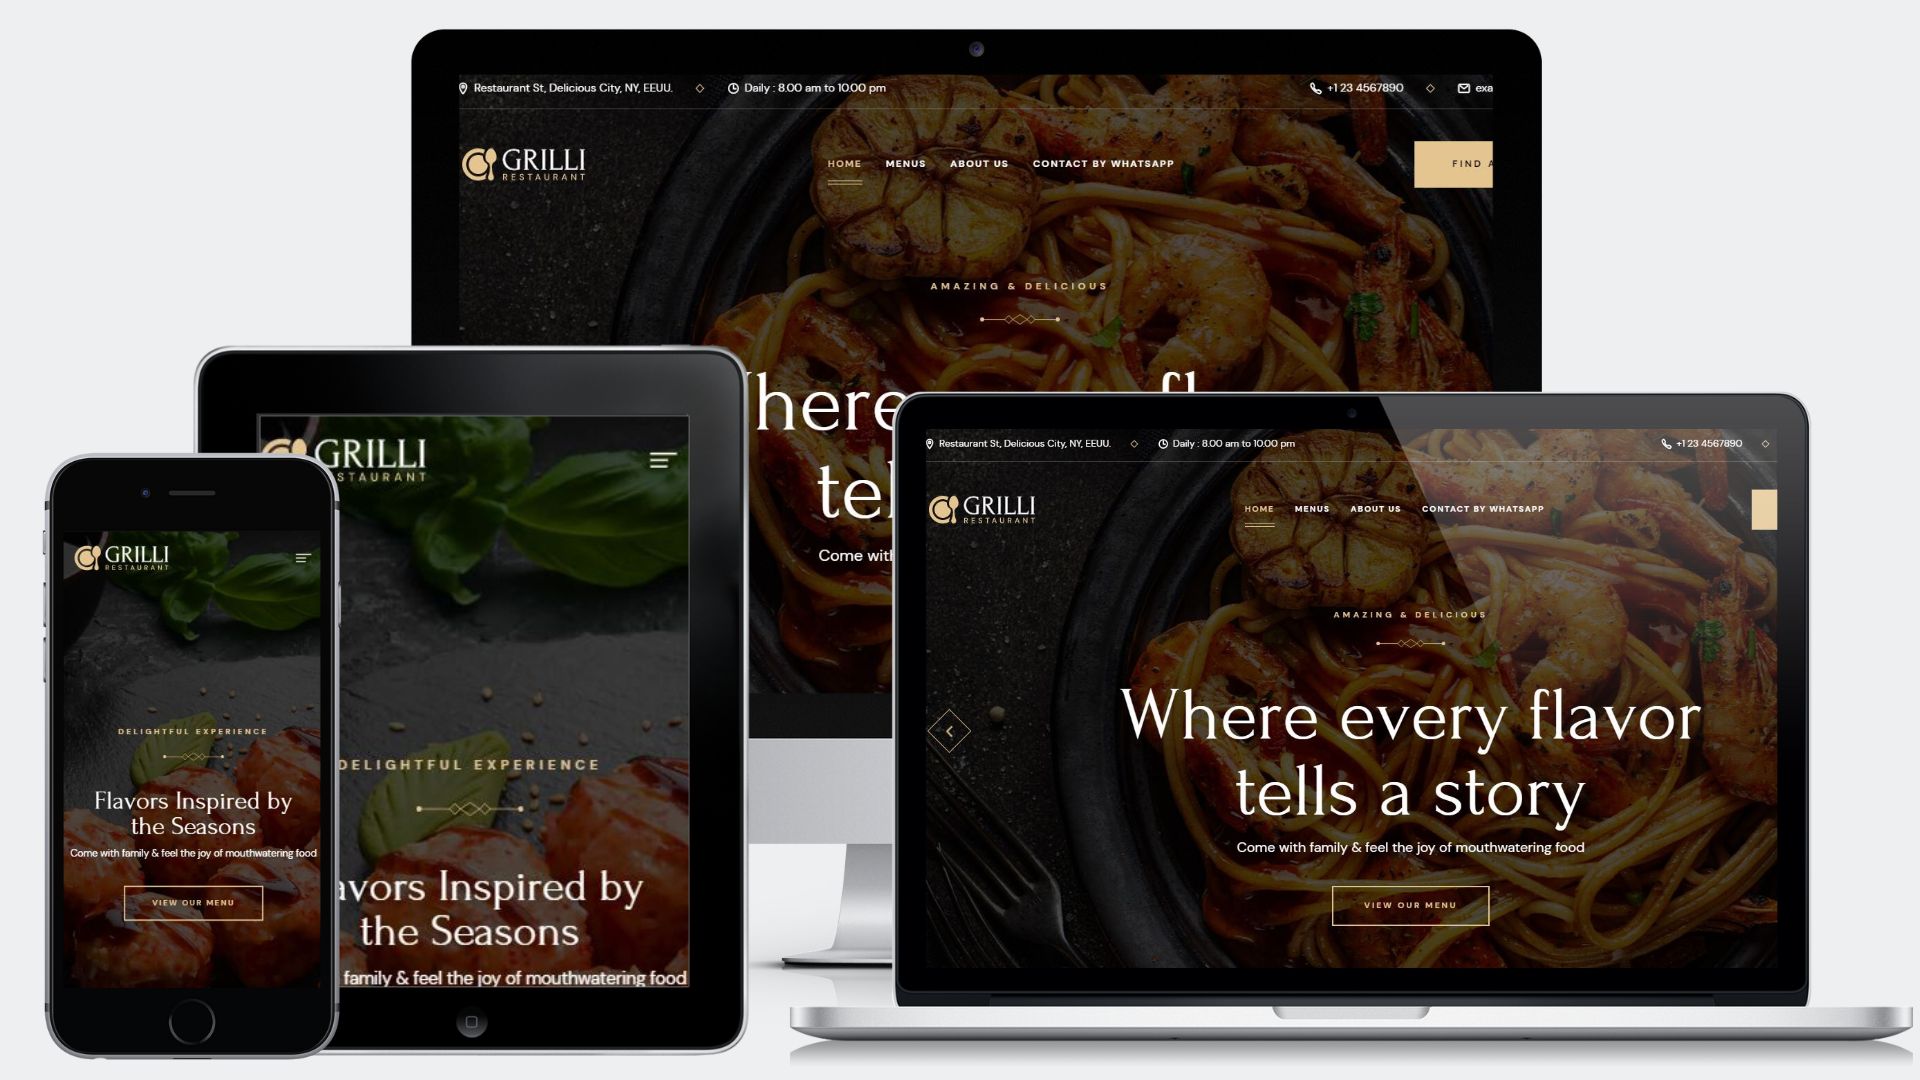 Restaurant St, Delicious City, NY, EEUU.
Daily : 8.00 am to 10.00 pm
+1 23 4567890
exa
GRILLI
RESTAURANT
HOME
MENUS
ABOUT US
CONTACT BY WHATSAPP
FIND A
AMAZING & DELICIOUS
here
fl
tel
Come with
GRILLI
STAURANT
DELIGHTFUL EXPERIENCE
avors Inspired by
the Seasons
family & feel the joy of mouthwatering food
GRILLI
RESTAURANT
DELIGHTFUL EXPERIENCE
Flavors Inspired by
the Seasons
Come with family & feel the joy of mouthwatering food
VIEW OUR MENU
Restaurant St, Delicious City, NY, EEUU.
Daily : 8.00 am to 10.00 pm
+1 23 4567890
GRILLI
RESTAURANT
HOME
MENUS
ABOUT US
CONTACT BY WHATSAPP
AMAZING & DELICIOUS
Where every flavor
tells a story
Come with family & feel the joy of mouthwatering food
VIEW OUR MENU